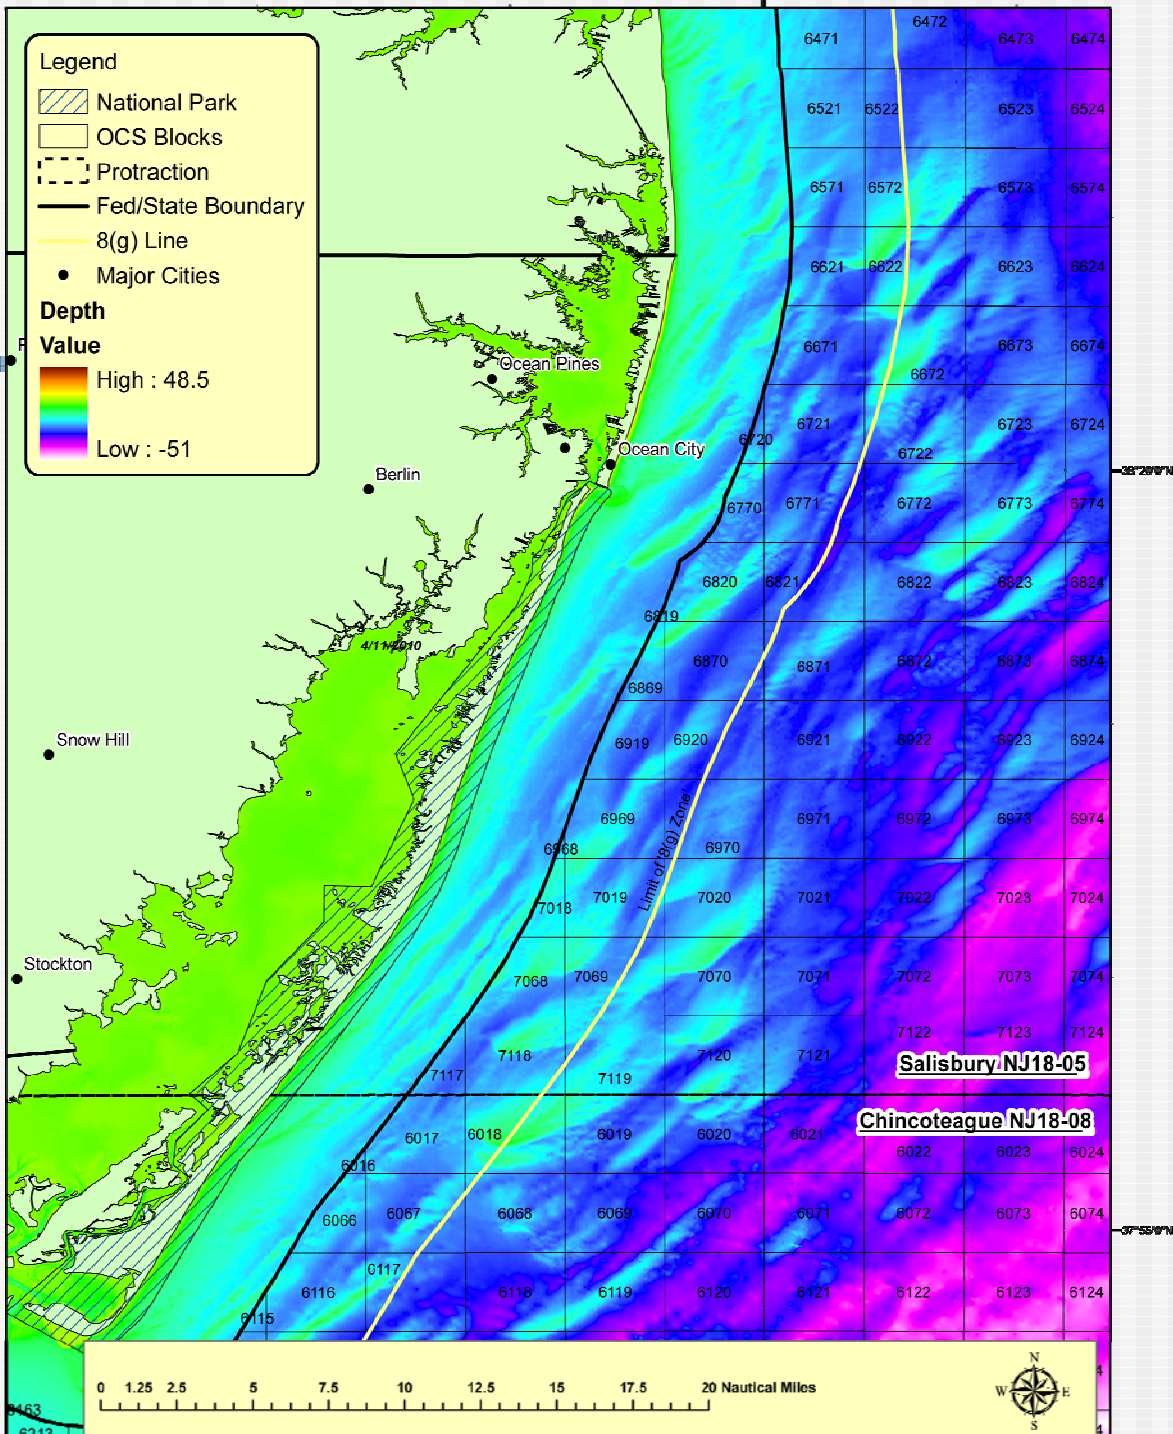 Legend
National Park
OCS Blocks
Protraction
Fed/State Boundary
8(g) Line
Major Cities
Depth
Value
High : 48.5
Low : -51
6472
6471 6473 6474
6521 6522 6523 6524
6571 6572 6573 6574
6621 6622 6623 6624
6671 6673 6674
6672
Ocean Pines
6721 6723 6724
6720 6722
Ocean City
Berlin
6770 6771 6772 6773 6774
6820 6821 6822 6823 6824
6819
4/11/2010
6870 6871 6872 6873 6874
6869
Snow Hill
6919 6920 6921 6922 6923 6924
6969 6971 6972 6973 6974
6968 6970
Limit of '8(g) Zone'
7018 7019 7020 7021 7022 7023 7024
Stockton
7068 7069 7070 7071 7072 7073 7074
7122 7123 7124
7118 7120 7121
Salisbury NJ18-05
7117 7119
Chincoteague NJ18-08
6017 6018 6019 6020 6021
6022 6023 6024
6016
6066 6067 6068 6069 6070 6071 6072 6073 6074
37°55'0"N
6117
6116 6118 6119 6120 6121 6122 6123 6124
6115
0 1.25 2.5 5 7.5 10 12.5 15 17.5 20 Nautical Miles
N
W E
S